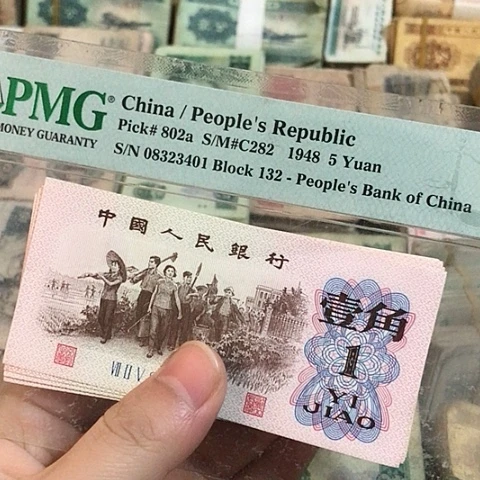 PMG®
MONEY GUARANTY
China / People's Republic
Pick# 802a S/M#C282 1948 5 Yuan
S/N 08323401 Block 132 - People's Bank of China
中國人民銀行
壹角
1
YI
JIAO